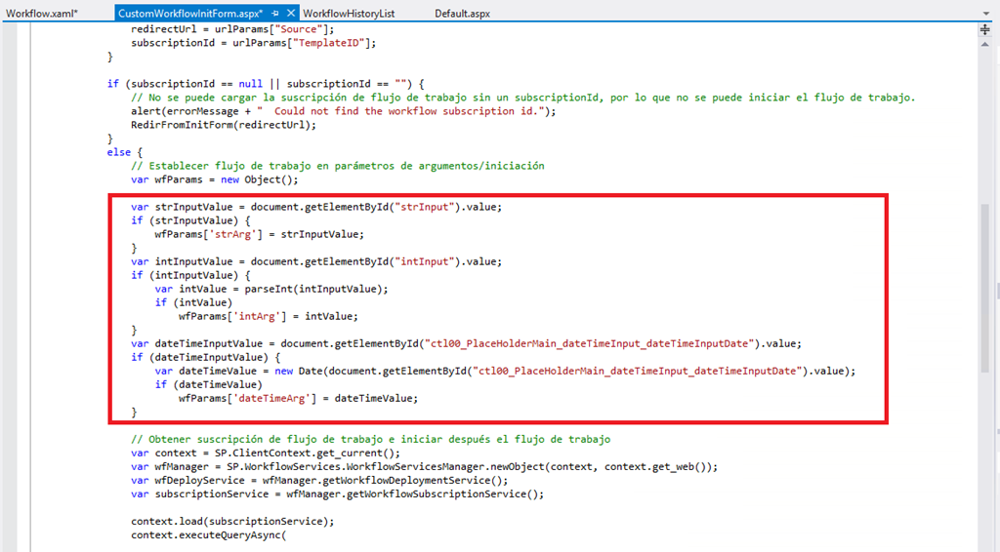 Workflow.xaml* CustomWorkflowInitForm.aspx* WorkflowHistoryList Default.aspx
redirectUrl = urlParams["Source"];
subscriptionId = urlParams["TemplateID"];
}
if (subscriptionId == null || subscriptionId == "") {
// No se puede cargar la suscripción de flujo de trabajo sin un subscriptionId, por lo que no se puede iniciar el flujo de trabajo.
alert(errorMessage + "  Could not find the workflow subscription id.");
RedirFromInitForm(redirectUrl);
}
else {
// Establecer flujo de trabajo en parámetros de argumentos/iniciación
var wfParams = new Object();
var strInputValue = document.getElementById("strInput").value;
if (strInputValue) {
wfParams['strArg'] = strInputValue;
}
var intInputValue = document.getElementById("intInput").value;
if (intInputValue) {
var intValue = parseInt(intInputValue);
if (intValue)
wfParams['intArg'] = intValue;
}
var dateTimeInputValue = document.getElementById("ctl00_PlaceHolderMain_dateTimeInput_dateTimeInputDate").value;
if (dateTimeInputValue) {
var dateTimeValue = new Date(document.getElementById("ctl00_PlaceHolderMain_dateTimeInput_dateTimeInputDate").value);
if (dateTimeValue)
wfParams['dateTimeArg'] = dateTimeValue;
}
// Obtener suscripción de flujo de trabajo e iniciar después el flujo de trabajo
var context = SP.ClientContext.get_current();
var wfManager = SP.WorkflowServices.WorkflowServicesManager.newObject(context, context.get_web());
var wfDeployService = wfManager.getWorkflowDeploymentService();
var subscriptionService = wfManager.getWorkflowSubscriptionService();
context.load(subscriptionService);
context.executeQueryAsync(